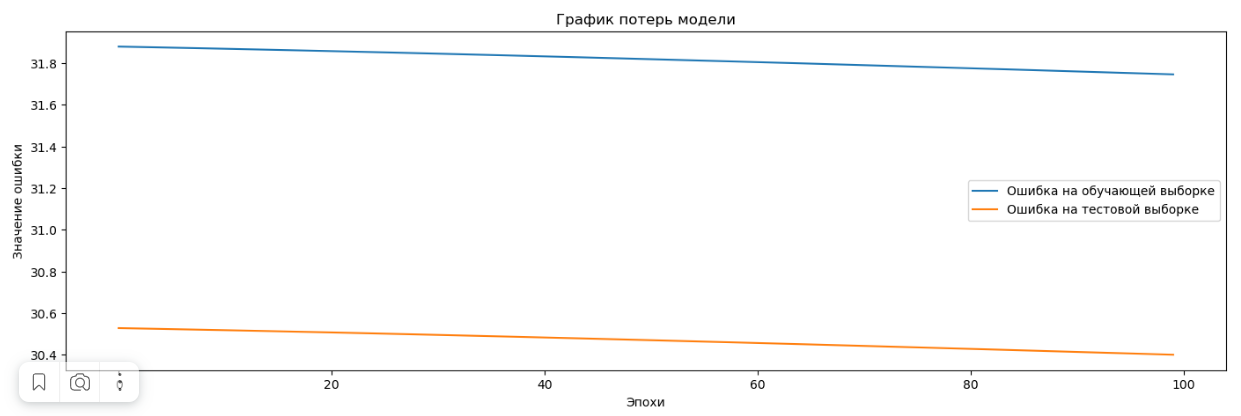 График потерь модели
Значение ошибки
31.8
31.6
31.4
31.2
31.0
30.8
30.6
30.4
Ошибка на обучающей выборке
Ошибка на тестовой выборке
20
40
60
80
100
Эпохи